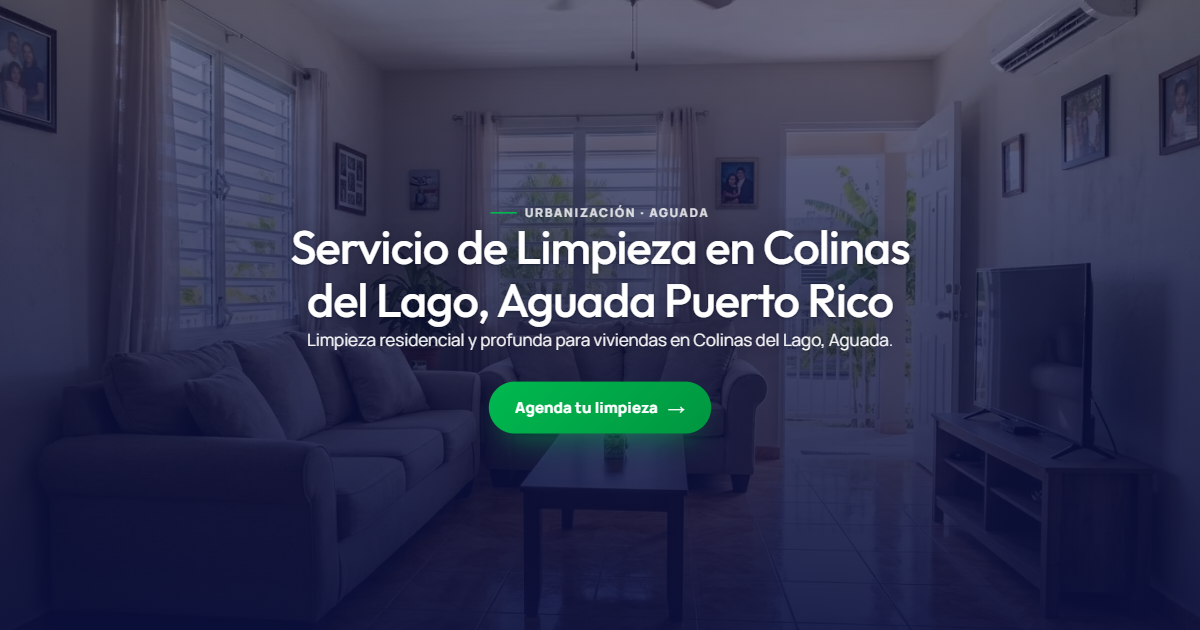 URBANIZACIÓN · AGUADA
Servicio de Limpieza en Colinas
del Lago, Aguada Puerto Rico
Limpieza residencial y profunda para viviendas en Colinas del Lago, Aguada.
Agenda tu limpieza →